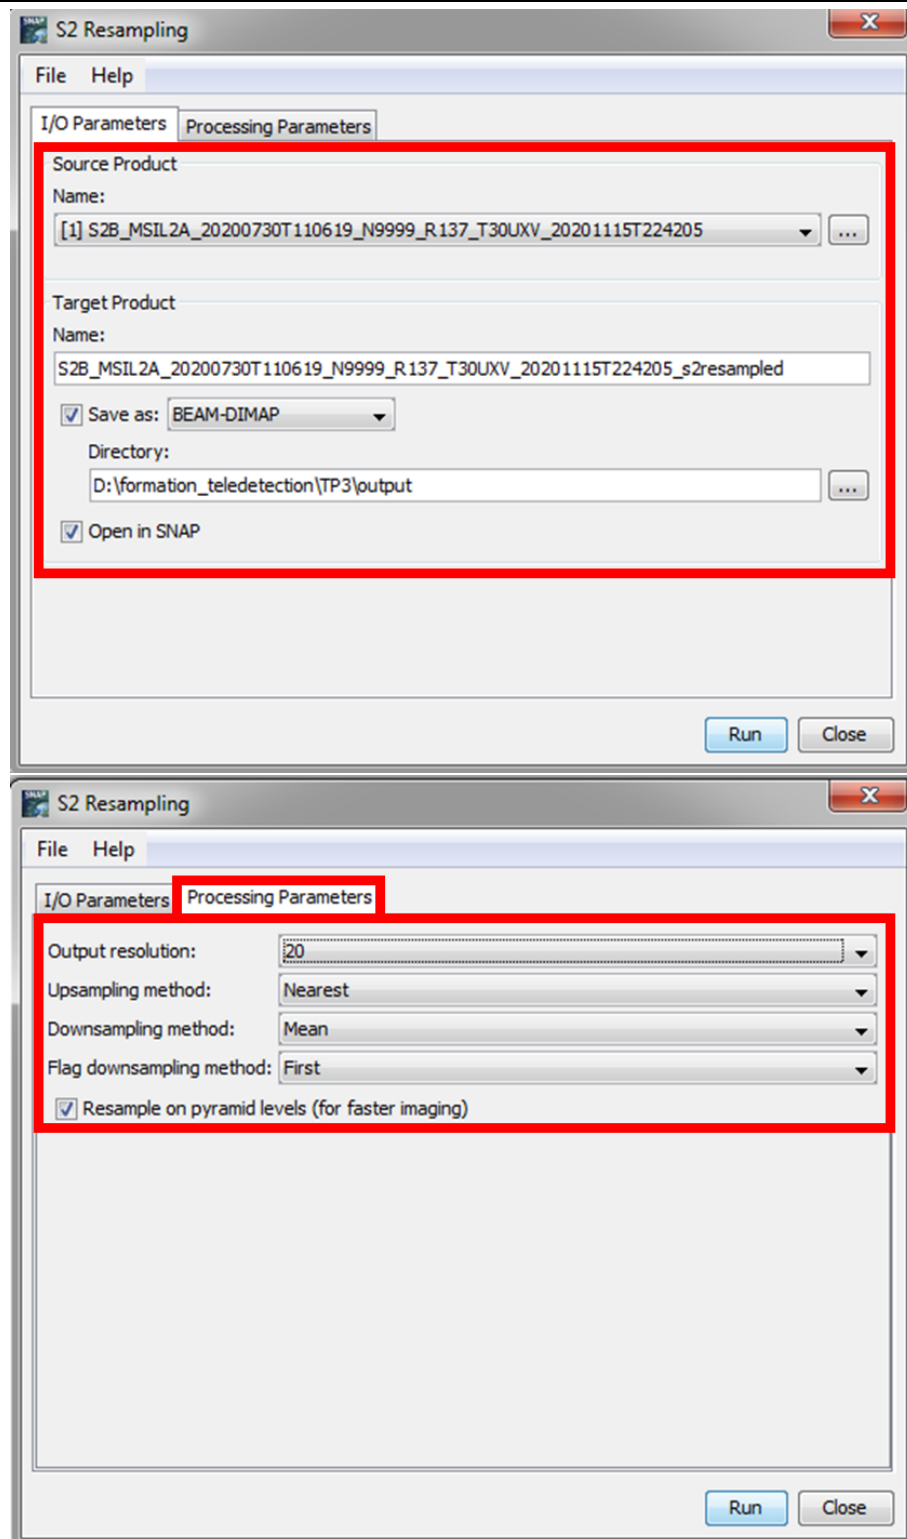 SNAP
S2 Resampling
X
File Help
I/O Parameters Processing Parameters
Source Product
Name:
[1] S2B_MSIL2A_20200730T110619_N9999_R137_T30UXV_20201115T224205 ...
Target Product
Name:
S2B_MSIL2A_20200730T110619_N9999_R137_T30UXV_20201115T224205_s2resampled
Save as: BEAM-DIMAP
Directory:
D:\formation_teledetection\TP3\output ...
Open in SNAP
Run Close
SNAP
S2 Resampling
X
File Help
I/O Parameters Processing Parameters
Output resolution: 20
Upsampling method: Nearest
Downsampling method: Mean
Flag downsampling method: First
Resample on pyramid levels (for faster imaging)
Run Close